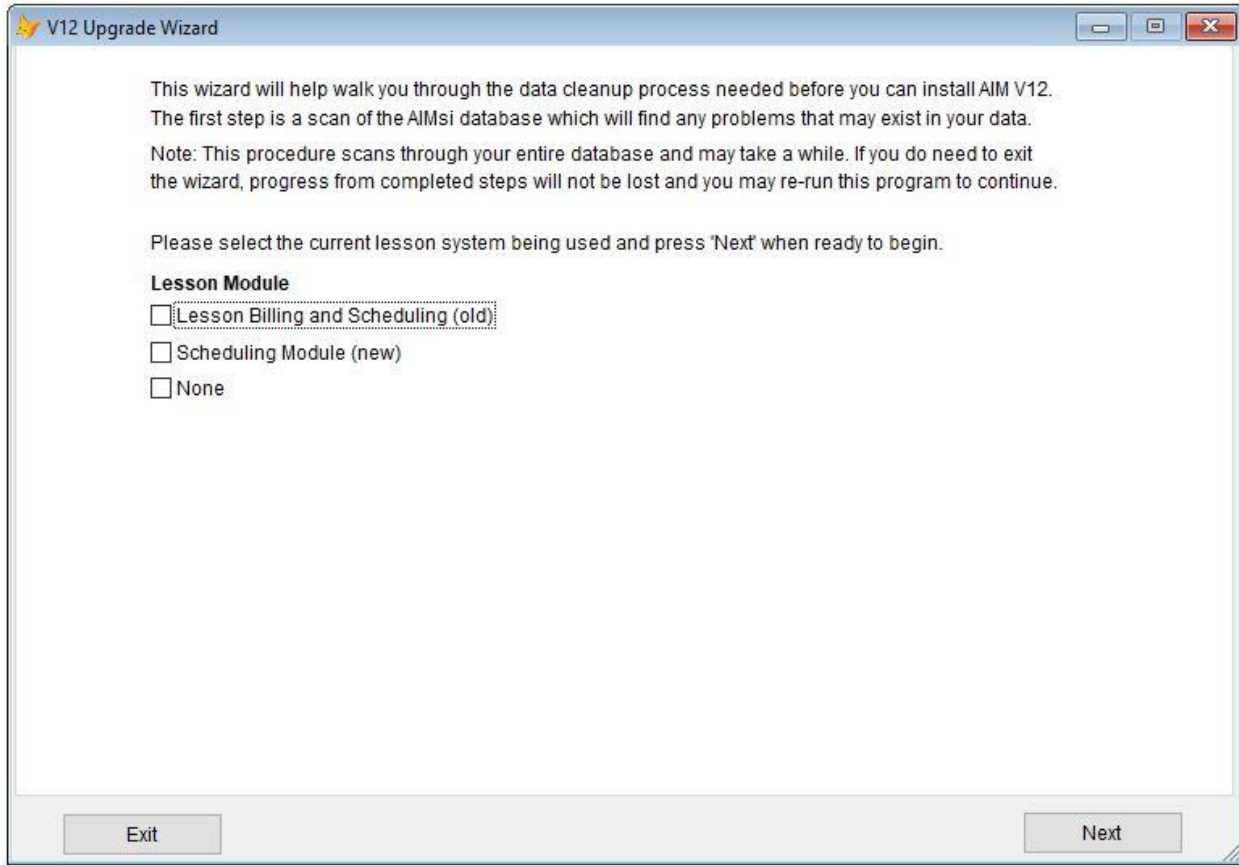 V12 Upgrade Wizard
This wizard will help walk you through the data cleanup process needed before you can install AIM V12.
The first step is a scan of the AIMsi database which will find any problems that may exist in your data.
Note: This procedure scans through your entire database and may take a while. If you do need to exit
the wizard, progress from completed steps will not be lost and you may re-run this program to continue.
Please select the current lesson system being used and press 'Next' when ready to begin.
Lesson Module
Lesson Billing and Scheduling (old)
Scheduling Module (new)
None
Exit
Next